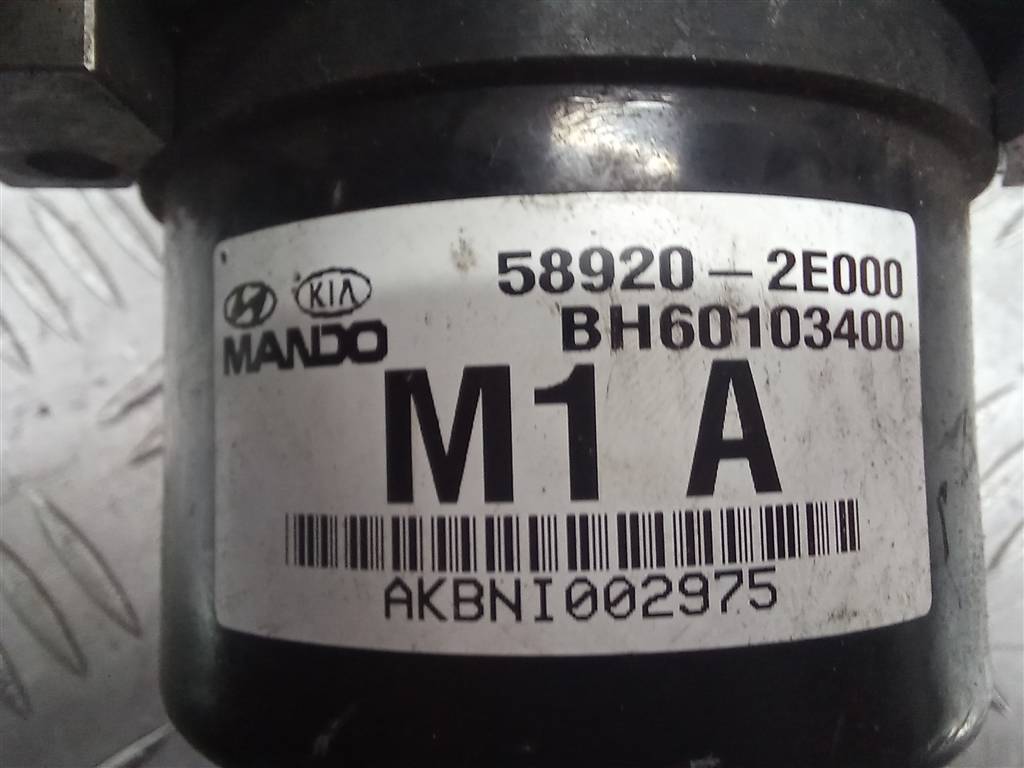 KIA 58920-2E000
MANDO BH60103400
M1 A
AKBNI002975